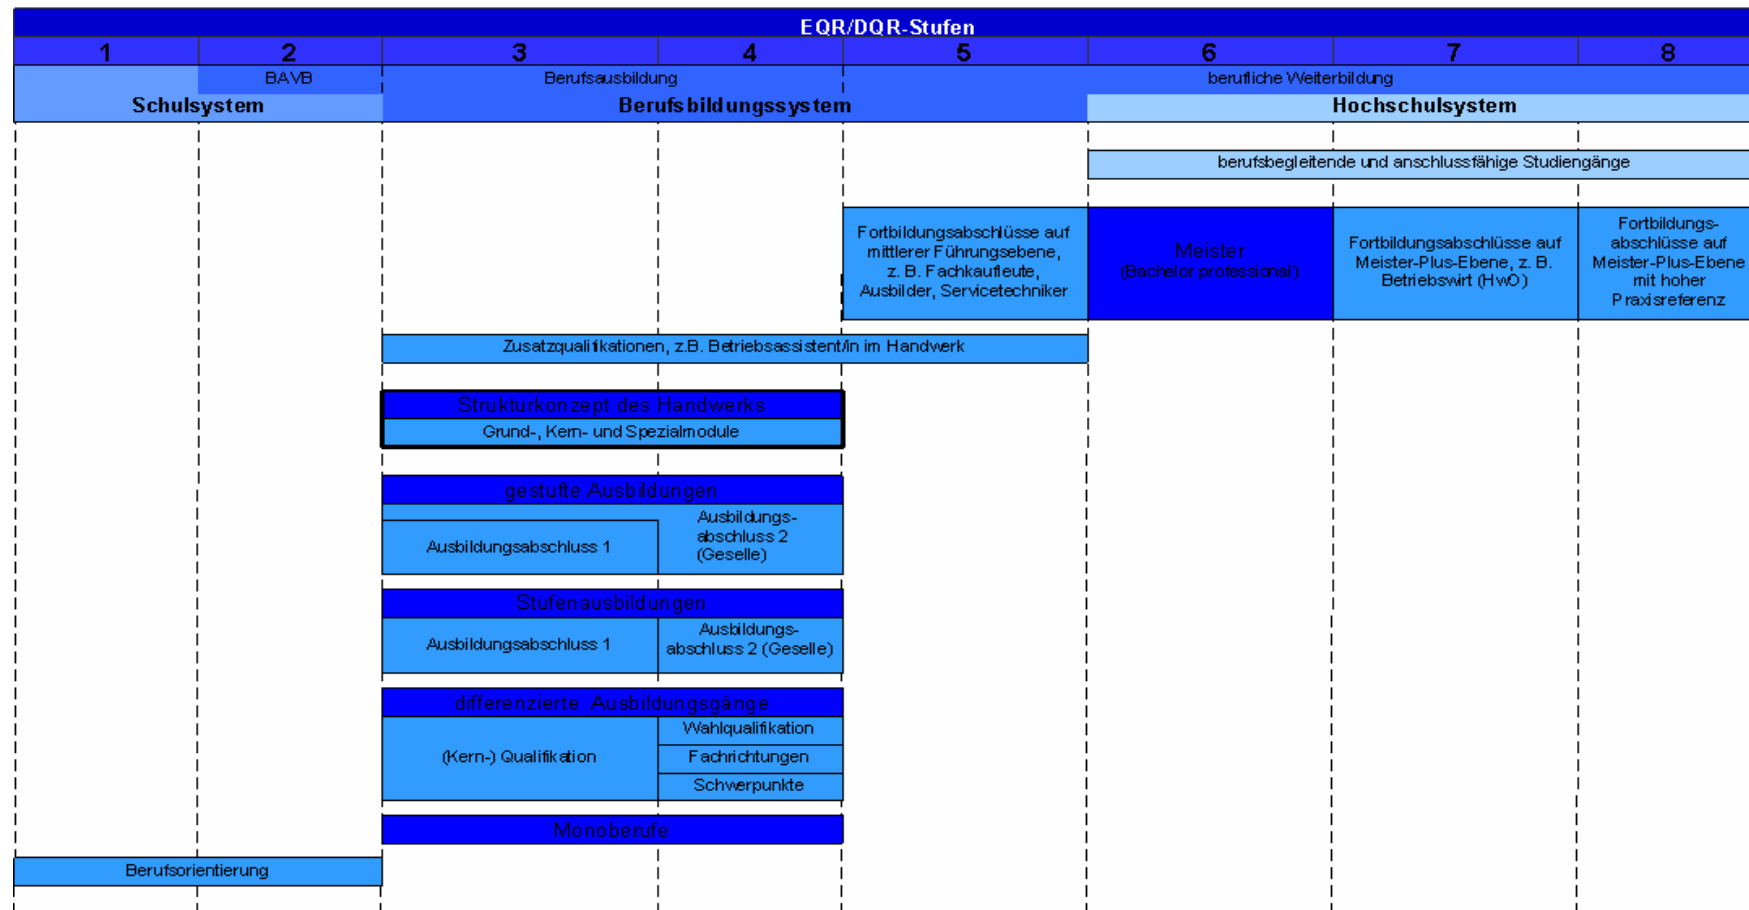 EQR/DQR-Stufen
1 2 3 4 5 6 7 8
BAVB Berufsausbildung berufliche Weiterbildung
Schulsystem Berufsbildungssystem Hochschulsystem
berufsbegleitende und anschlussfähige Studiengänge
Fortbildungsabschlüsse auf
mittlerer Führungsebene,
z. B. Fachkaufleute,
Ausbilder, Servicetechniker
Meister
(Bachelor professional)
Fortbildungsabschlüsse auf
Meister-Plus-Ebene, z. B.
Betriebswirt (HwO)
Fortbildungs-
abschlüsse auf
Meister-Plus-Ebene
mit hoher
Praxisreferenz
Zusatzqualifikationen, z.B. Betriebsassistent/in im Handwerk
Strukturkonzept des Handwerks
Grund-, Kern- und Spezialmodule
gestufte Ausbildungen
Ausbildungsabschluss 1
Ausbildungs-
abschluss 2
(Geselle)
Stufenausbildungen
Ausbildungsabschluss 1
Ausbildungs-
abschluss 2 (Geselle)
differenzierte Ausbildungsgänge
(Kern-) Qualifikation
Wahlqualifikation
Fachrichtungen
Schwerpunkte
Monoberufe
Berufsorientierung